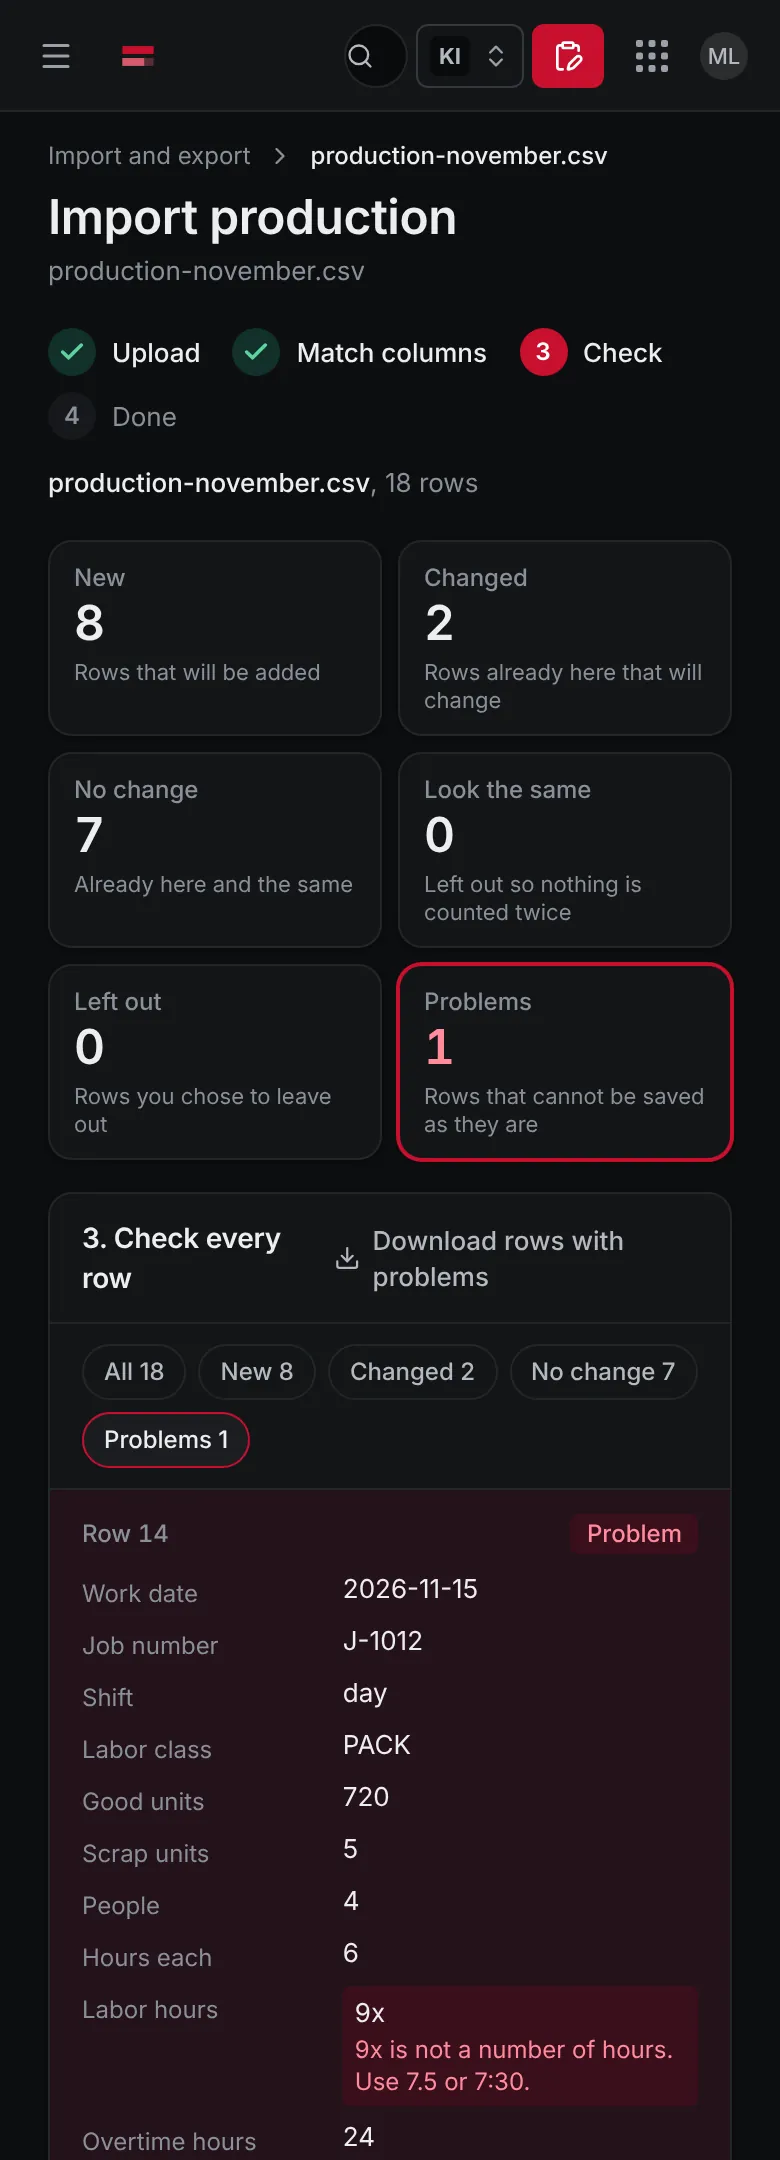 KI
ML
Import and export > production-november.csv
Import production
production-november.csv
Upload
Match columns
3 Check
4 Done
production-november.csv, 18 rows
New
8
Rows that will be added
Changed
2
Rows already here that will
change
No change
7
Already here and the same
Look the same
0
Left out so nothing is
counted twice
Left out
0
Rows you chose to leave
out
Problems
1
Rows that cannot be saved
as they are
3. Check every
row
Download rows with
problems
All 18
New 8
Changed 2
No change 7
Problems 1
Row 14
Problem
Work date 2026-11-15
Job number J-1012
Shift day
Labor class PACK
Good units 720
Scrap units 5
People 4
Hours each 6
Labor hours 9x
9x is not a number of hours.
Use 7.5 or 7:30.
Overtime hours 24